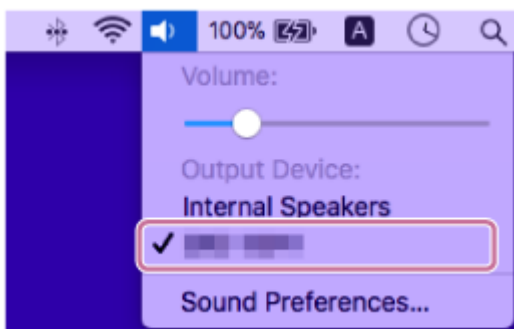 100% A
Volume:
Output Device:
Internal Speakers
Sound Preferences...